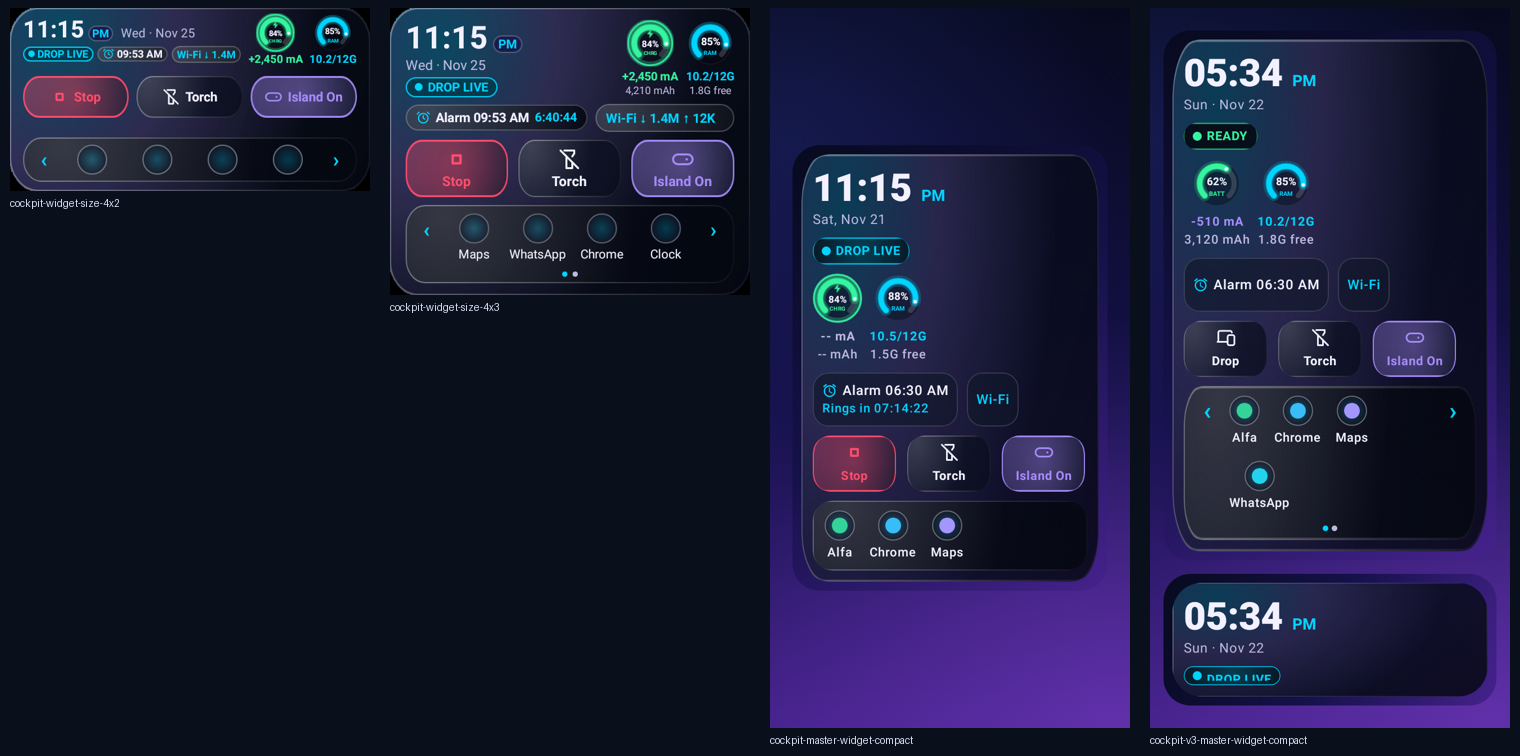 11:15 PM Wed · Nov 25
DROP LIVE 09:53 AM Wi-Fi ↓ 1.4M
84% CHRG 85% RAM
+2,450 mA 10.2/12G
Stop Torch Island On
‹ ›
cockpit-widget-size-4x2
11:15 PM
Wed · Nov 25
DROP LIVE
84% CHRG 85% RAM
+2,450 mA 10.2/12G
4,210 mAh 1.8G free
Alarm 09:53 AM 6:40:44 Wi-Fi ↓ 1.4M ↑ 12K
Stop Torch Island On
‹ ›
Maps WhatsApp Chrome Clock
cockpit-widget-size-4x3
11:15 PM
Sat, Nov 21
DROP LIVE
84% CHRG 88% RAM
-- mA 10.5/12G
-- mAh 1.5G free
Alarm 06:30 AM Wi-Fi
Rings in 07:14:22
Stop Torch Island On
Alfa Chrome Maps
cockpit-master-widget-compact
05:34 PM
Sun · Nov 22
READY
62% BATT 85% RAM
-510 mA 10.2/12G
3,120 mAh 1.8G free
Alarm 06:30 AM Wi-Fi
Drop Torch Island On
‹ ›
Alfa Chrome Maps
WhatsApp
05:34 PM
Sun · Nov 22
DROP LIVE
cockpit-v3-master-widget-compact